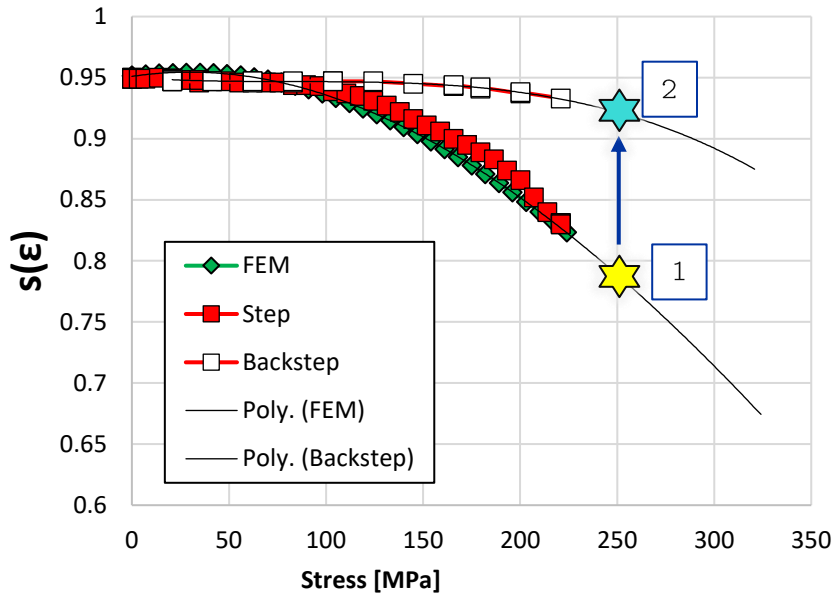 1
0.95
0.9
0.85
0.8
0.75
0.7
0.65
0.6
s(ε)
2
1
FEM
Step
Backstep
Poly. (FEM)
Poly. (Backstep)
0 50 100 150 200 250 300 350
Stress [MPa]